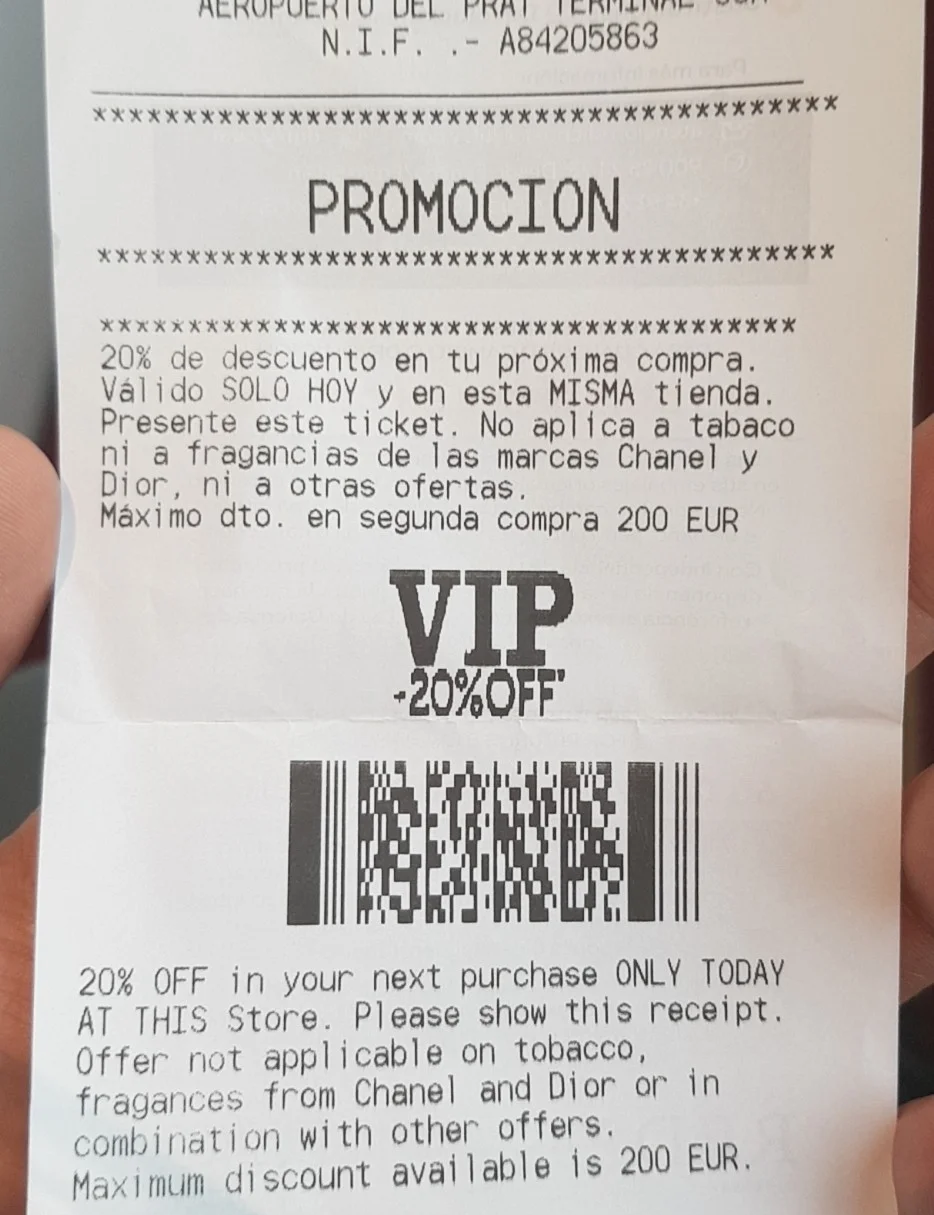 AEROPUERTO DEL PRAT TERMINAL
N.I.F. .- A84205863
******************************************
PROMOCION
******************************************
****************************************
20% de descuento en tu próxima compra.
Válido SOLO HOY y en esta MISMA tienda.
Presente este ticket. No aplica a tabaco
ni a fragancias de las marcas Chanel y
Dior, ni a otras ofertas.
Máximo dto. en segunda compra 200 EUR
VIP
-20%OFF*
20% OFF in your next purchase ONLY TODAY
AT THIS Store. Please show this receipt.
Offer not applicable on tobacco,
fragances from Chanel and Dior or in
combination with other offers.
Maximum discount available is 200 EUR.